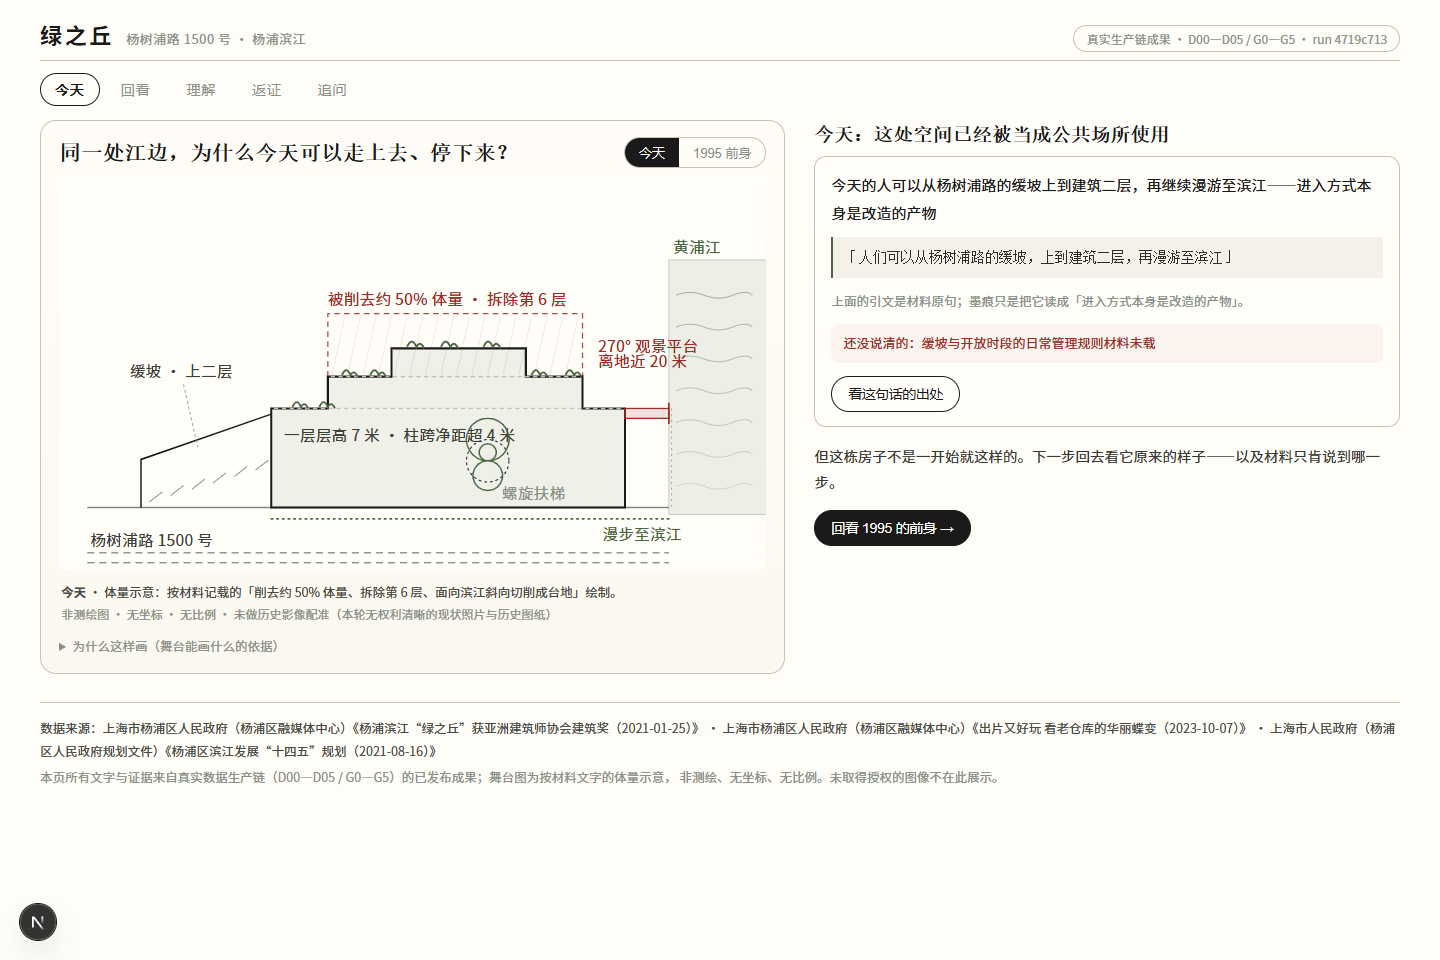 绿之丘 杨树浦路 1500 号 · 杨浦滨江
真实生产链成果 · D00—D05 / G0—G5 · run 4719c713
今天 回看 理解 返证 追问
同一处江边，为什么今天可以走上去、停下来？
今天 1995 前身
黄浦江
被削去约 50% 体量 · 拆除第 6 层
270° 观景平台
离地近 20 米
缓坡 · 上二层
一层层高 7 米 · 柱跨净距超 4 米
螺旋扶梯
漫步至滨江
杨树浦路 1500 号
今天 · 体量示意：按材料记载的「削去约 50% 体量、拆除第 6 层、面向滨江斜向切削成台地」绘制。
非测绘图 · 无坐标 · 无比例 · 未做历史影像配准（本轮无权利清晰的现状照片与历史图纸）
▶ 为什么这样画（舞台能画什么的依据）
今天：这处空间已经被当成公共场所使用
今天的人可以从杨树浦路的缓坡上到建筑二层，再继续漫游至滨江——进入方式本
身是改造的产物
「人们可以从杨树浦路的缓坡，上到建筑二层，再漫游至滨江」
上面的引文是材料原句；墨痕只是把它读成「进入方式本身是改造的产物」。
还没说清的：缓坡与开放时段的日常管理规则材料未载
看这句话的出处
但这栋房子不是一开始就这样的。下一步回去看它原来的样子——以及材料只肯说到哪一
步。
回看 1995 的前身 →
数据来源：上海市杨浦区人民政府（杨浦区融媒体中心）《杨浦滨江“绿之丘”获亚洲建筑师协会建筑奖（2021-01-25）》 · 上海市杨浦区人民政府（杨浦区融媒体中心）《出片又好玩 看老仓库的华丽蝶变（2023-10-07）》 · 上海市人民政府（杨浦
区人民政府规划文件）《杨浦区滨江发展“十四五”规划（2021-08-16）》
本页所有文字与证据来自真实数据生产链（D00—D05 / G0—G5）的已发布成果；舞台图为按材料文字的体量示意， 非测绘、无坐标、无比例。未取得授权的图像不在此展示。
N